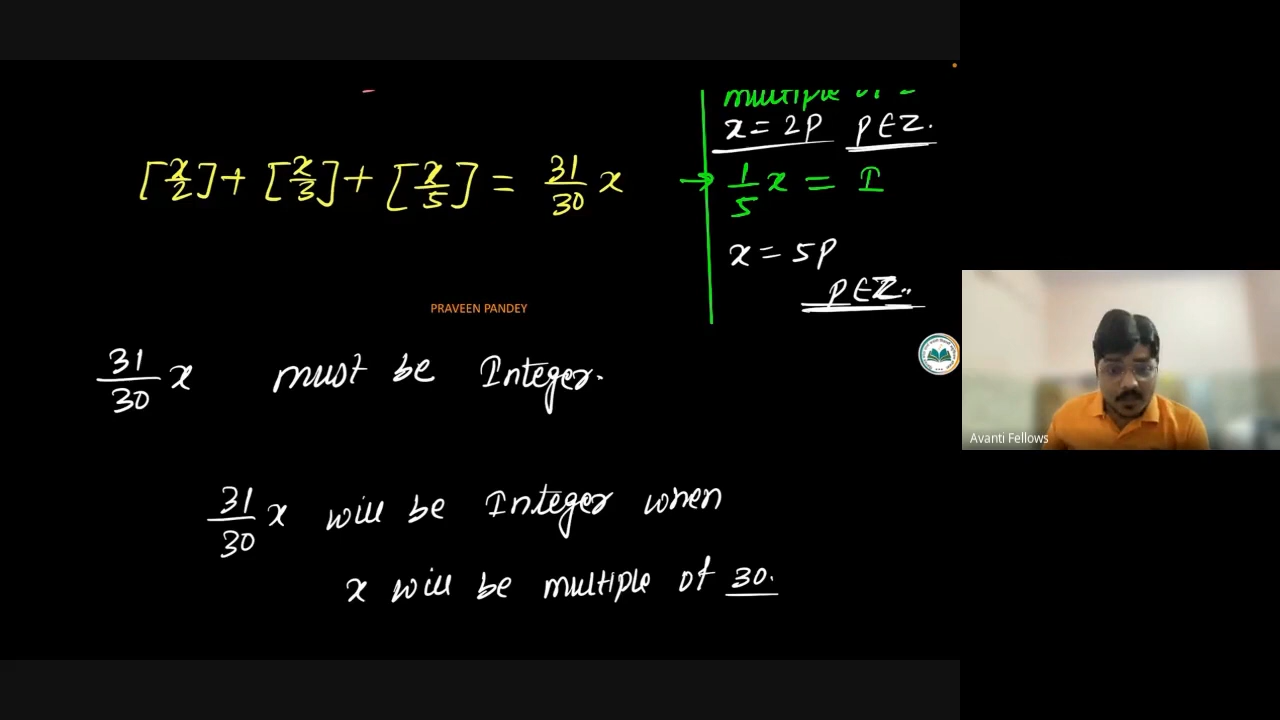 multiple of
x = 2p p∈Z.
[x/2] + [x/3] + [x/5] = 31/30 x
→ 1/5 x = I
x = 5p
p∈Z.
PRAVEEN PANDEY
31/30 x must be Integer.
31/30 x will be Integer when
x will be multiple of 30.
Avanti Fellows